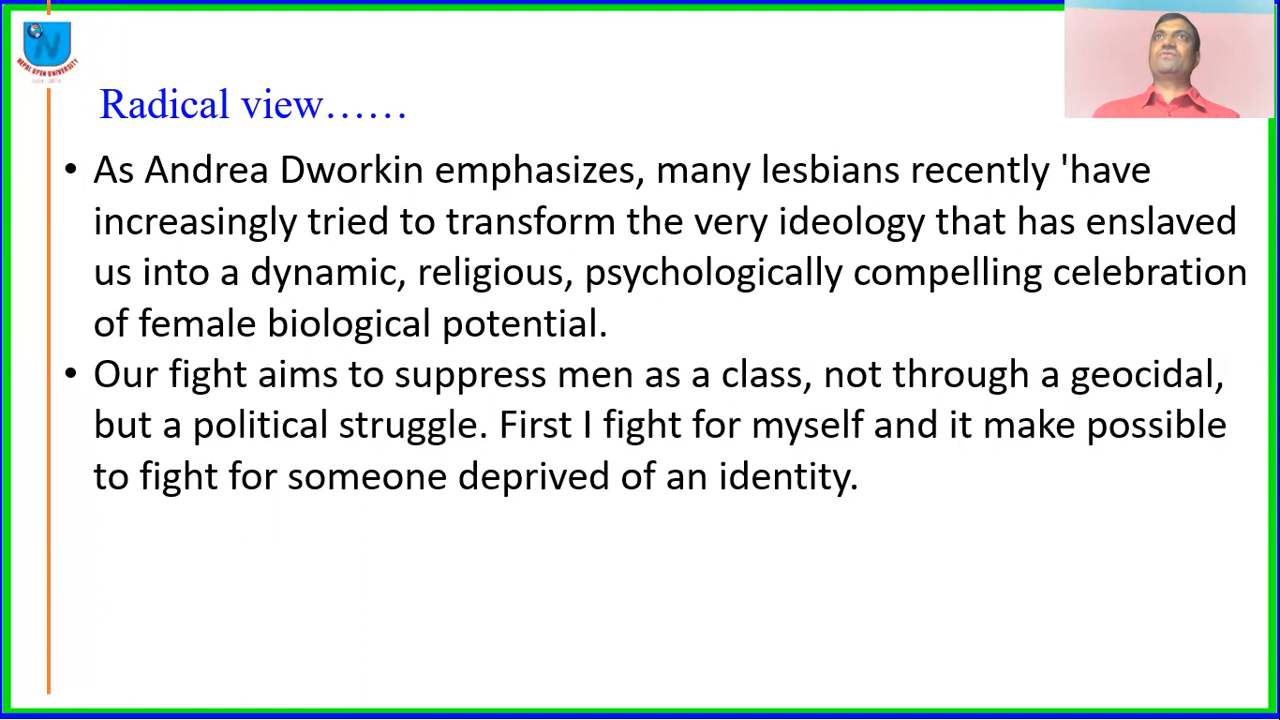 N
NEPAL OPEN UNIVERSITY
Radical view……
• As Andrea Dworkin emphasizes, many lesbians recently 'have
increasingly tried to transform the very ideology that has enslaved
us into a dynamic, religious, psychologically compelling celebration
of female biological potential.
• Our fight aims to suppress men as a class, not through a geocidal,
but a political struggle. First I fight for myself and it make possible
to fight for someone deprived of an identity.